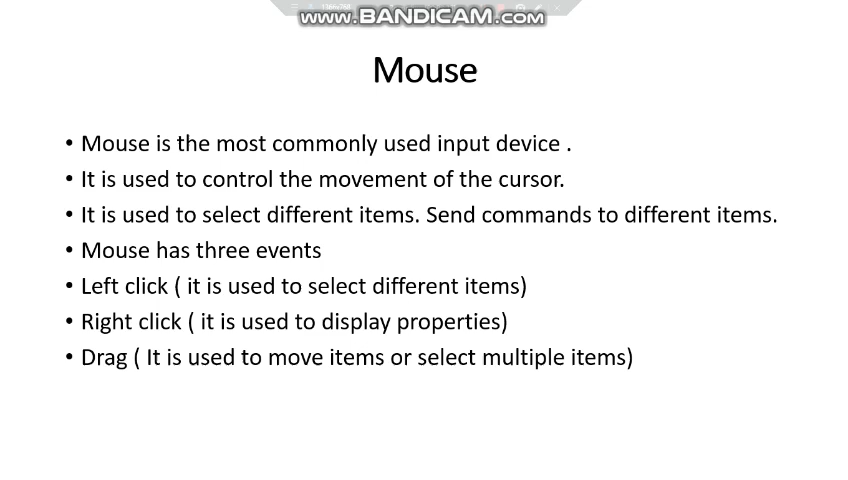 www.BANDICAM.com
Mouse
• Mouse is the most commonly used input device .
• It is used to control the movement of the cursor.
• It is used to select different items. Send commands to different items.
• Mouse has three events
• Left click ( it is used to select different items)
• Right click ( it is used to display properties)
• Drag ( It is used to move items or select multiple items)